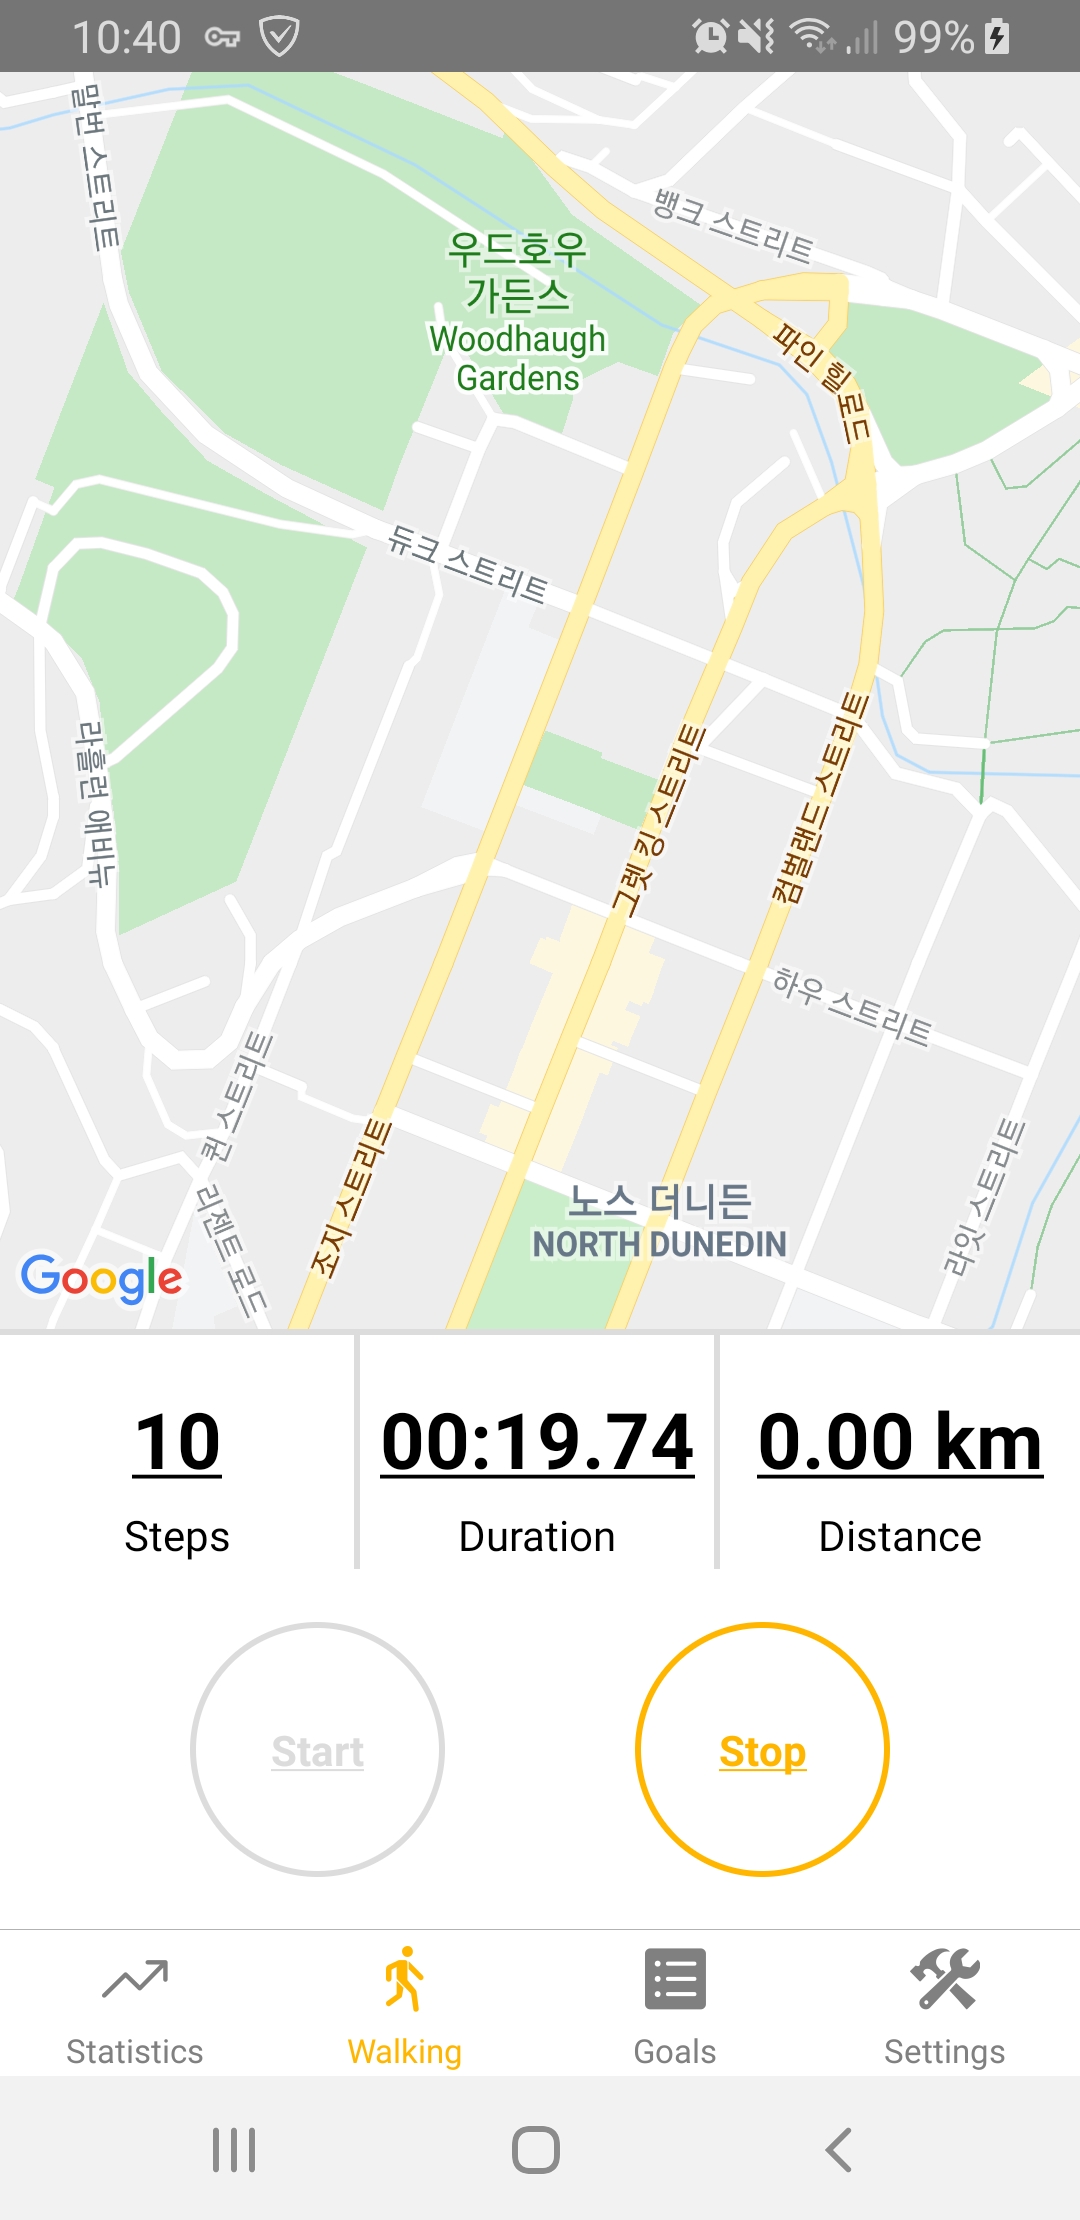 10:40
99%
말번 스트리트
뱅크 스트리트
우드호우
가든스
Woodhaugh
Gardens
파인 힐 로드
듀크 스트리트
라흘런 애비뉴
그렛 킹 스트리트
컴벌랜드 스트리트
하우 스트리트
퀸 스트리트
조지 스트리트
리젠트 로드
라잇 스트리트
노스 더니든
NORTH DUNEDIN
Google
10
Steps
00:19.74
Duration
0.00 km
Distance
Start
Stop
Statistics
Walking
Goals
Settings